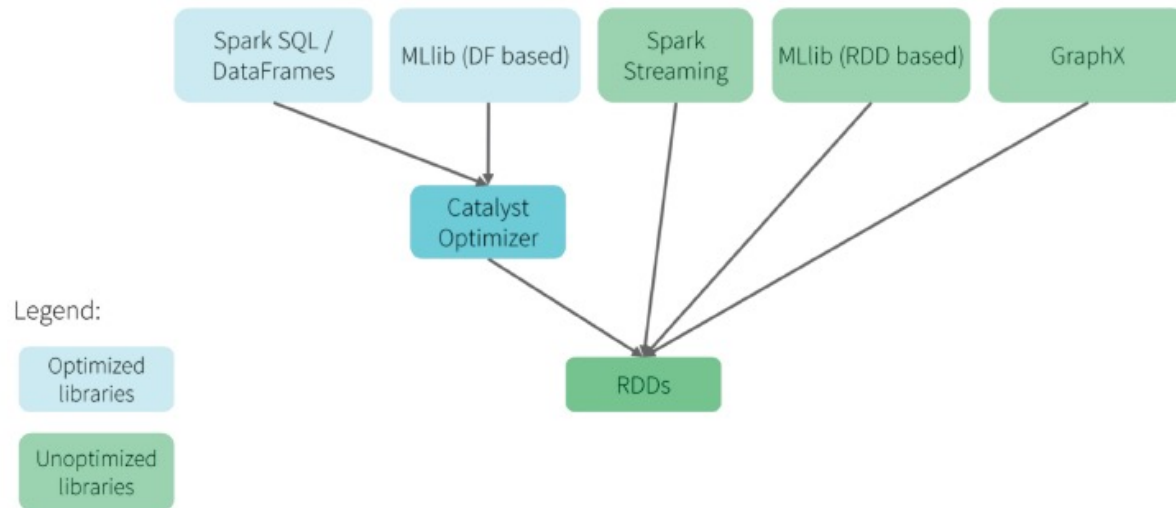 Spark SQL /
DataFrames
MLlib (DF based)
Spark
Streaming
MLlib (RDD based)
GraphX
Catalyst
Optimizer
RDDs
Legend:
Optimized
libraries
Unoptimized
libraries